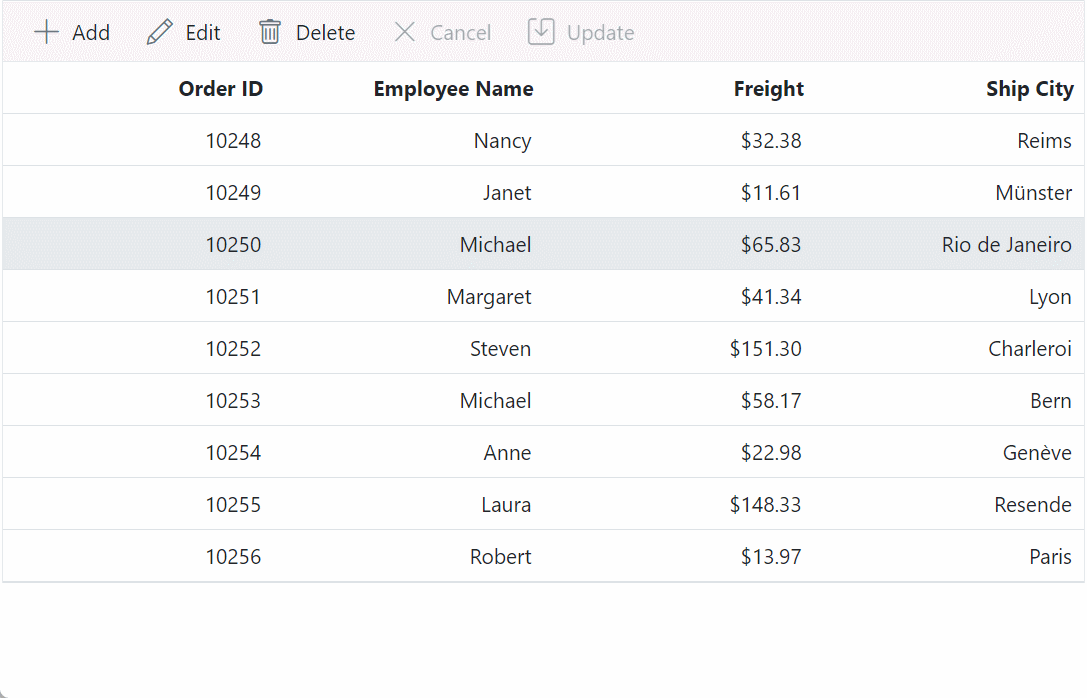 Add Edit Delete Cancel Update
Order ID Employee Name Freight Ship City
10248 Nancy $32.38 Reims
10249 Janet $11.61 Münster
10250 Michael $65.83 Rio de Janeiro
10251 Margaret $41.34 Lyon
10252 Steven $151.30 Charleroi
10253 Michael $58.17 Bern
10254 Anne $22.98 Genève
10255 Laura $148.33 Resende
10256 Robert $13.97 Paris